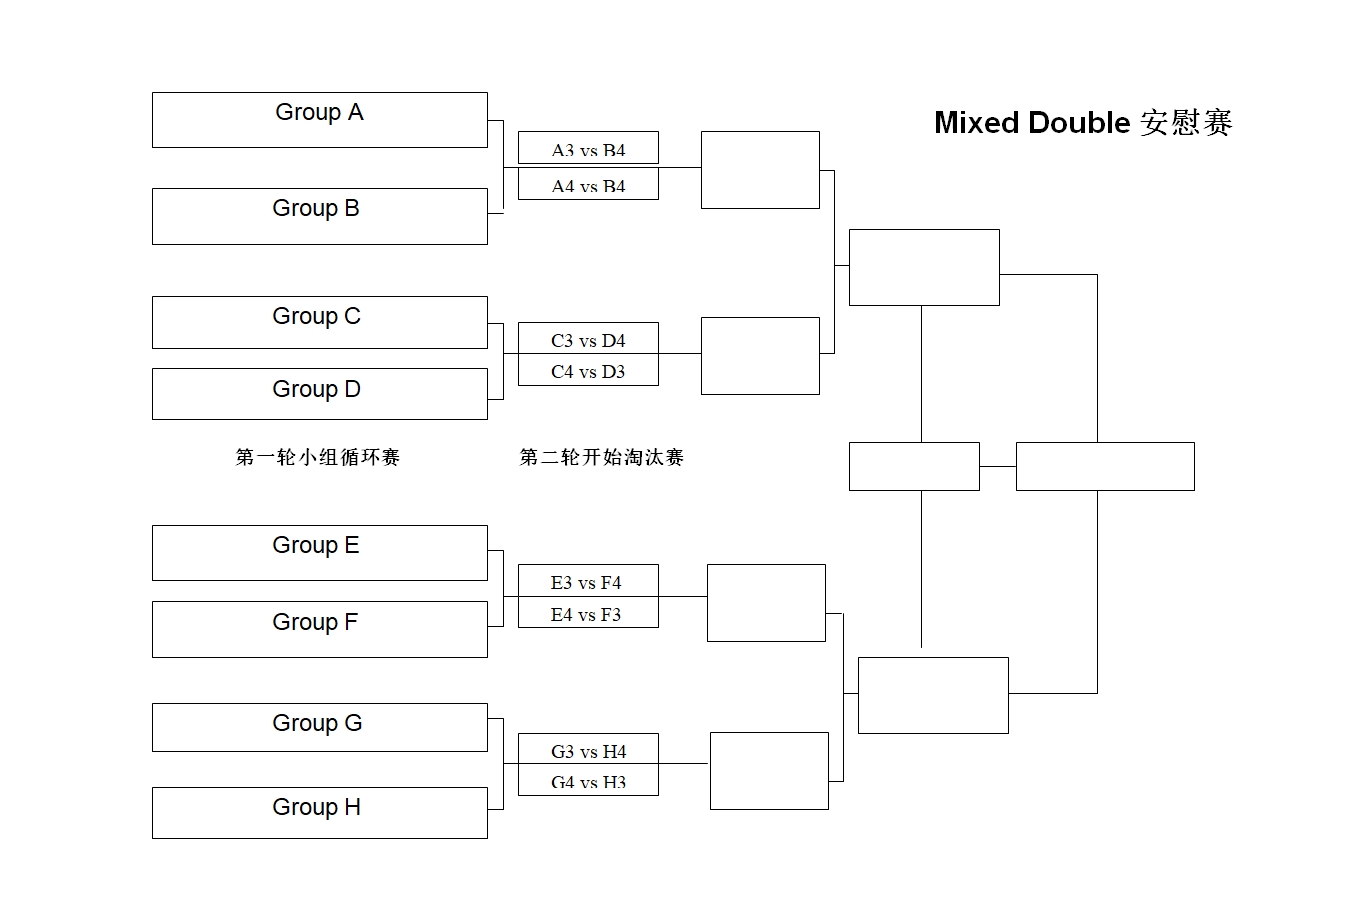 Group A
Mixed Double 安慰赛
A3 vs B4
A4 vs B4
Group B
Group C
C3 vs D4
C4 vs D3
Group D
第一轮小组循环赛
第二轮开始淘汰赛
Group E
E3 vs F4
E4 vs F3
Group F
Group G
G3 vs H4
G4 vs H3
Group H